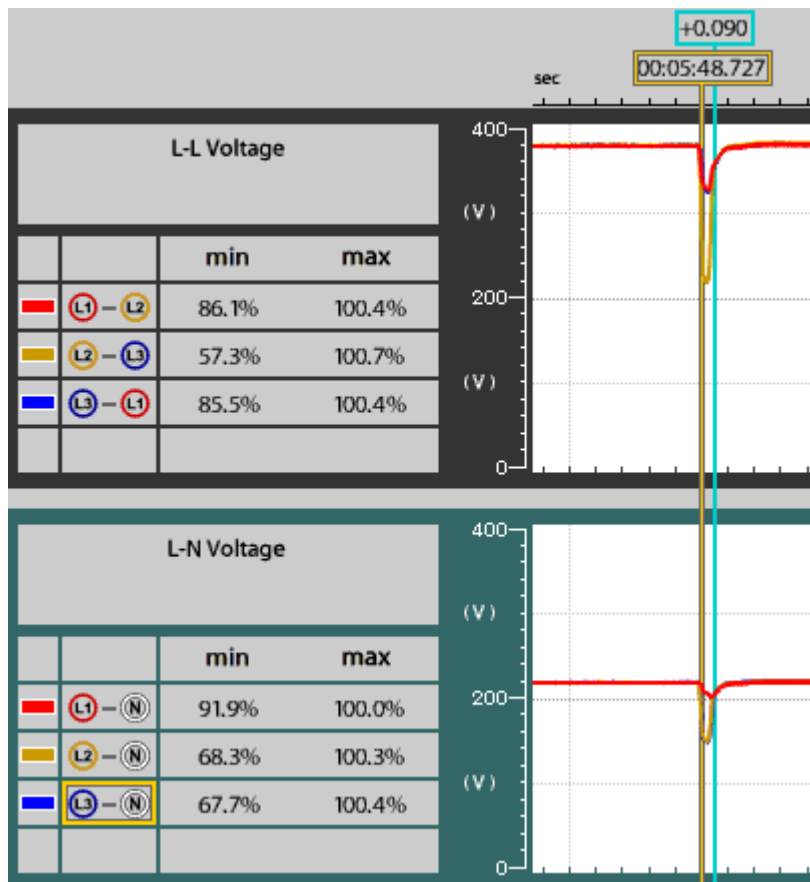 +0.090
sec 00:05:48.727
L-L Voltage
min max
L1 – L2 86.1% 100.4%
L2 – L3 57.3% 100.7%
L3 – L1 85.5% 100.4%
400
(V)
200
(V)
0
L-N Voltage
min max
L1 – N 91.9% 100.0%
L2 – N 68.3% 100.3%
L3 – N 67.7% 100.4%
400
(V)
200
(V)
0